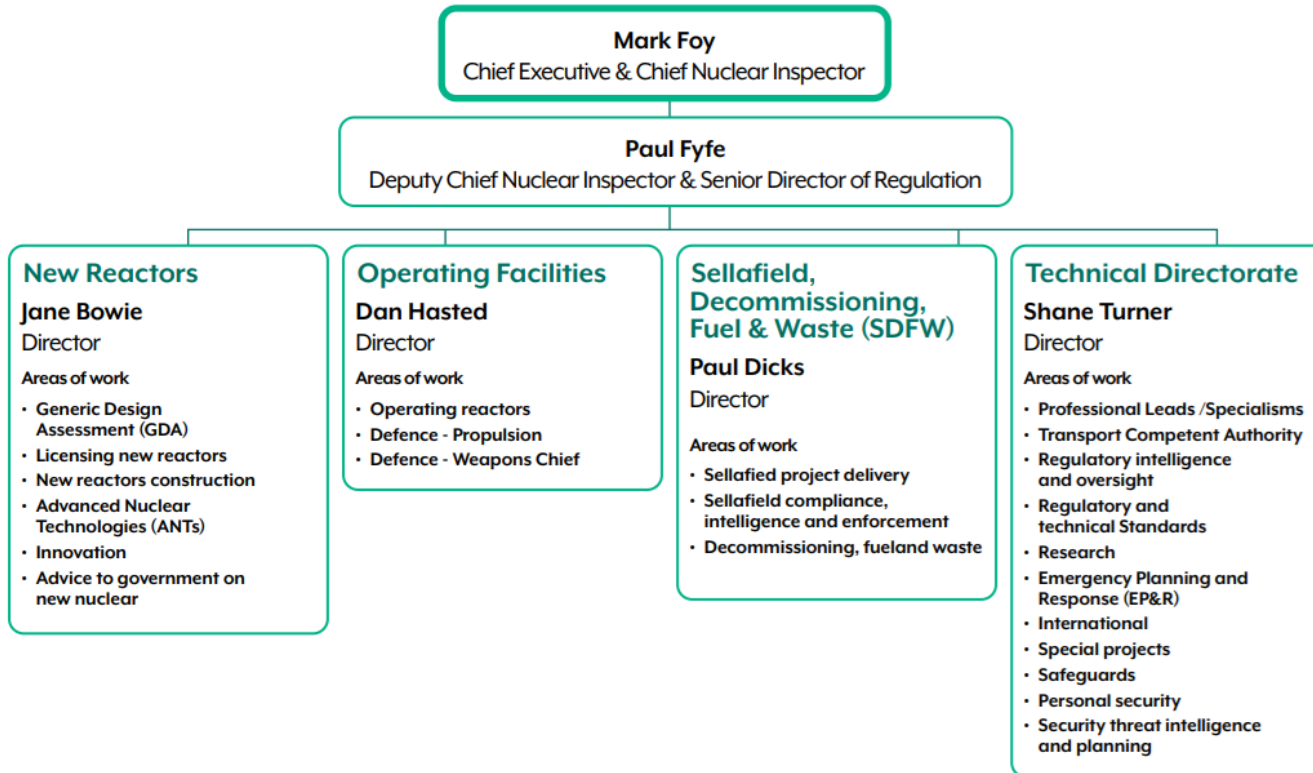 Mark Foy
Chief Executive & Chief Nuclear Inspector
Paul Fyfe
Deputy Chief Nuclear Inspector & Senior Director of Regulation
New Reactors
Jane Bowie
Director
Areas of work
• Generic Design
Assessment (GDA)
• Licensing new reactors
• New reactors construction
• Advanced Nuclear
Technologies (ANTs)
• Innovation
• Advice to government on
new nuclear
Operating Facilities
Dan Hasted
Director
Areas of work
• Operating reactors
• Defence - Propulsion
• Defence - Weapons Chief
Sellafield,
Decommissioning,
Fuel & Waste (SDFW)
Paul Dicks
Director
Areas of work
• Sellafied project delivery
• Sellafield compliance,
intelligence and enforcement
• Decommissioning, fueland waste
Technical Directorate
Shane Turner
Director
Areas of work
• Professional Leads /Specialisms
• Transport Competent Authority
• Regulatory intelligence
and oversight
• Regulatory and
technical Standards
• Research
• Emergency Planning and
Response (EP&R)
• International
• Special projects
• Safeguards
• Personal security
• Security threat intelligence
and planning